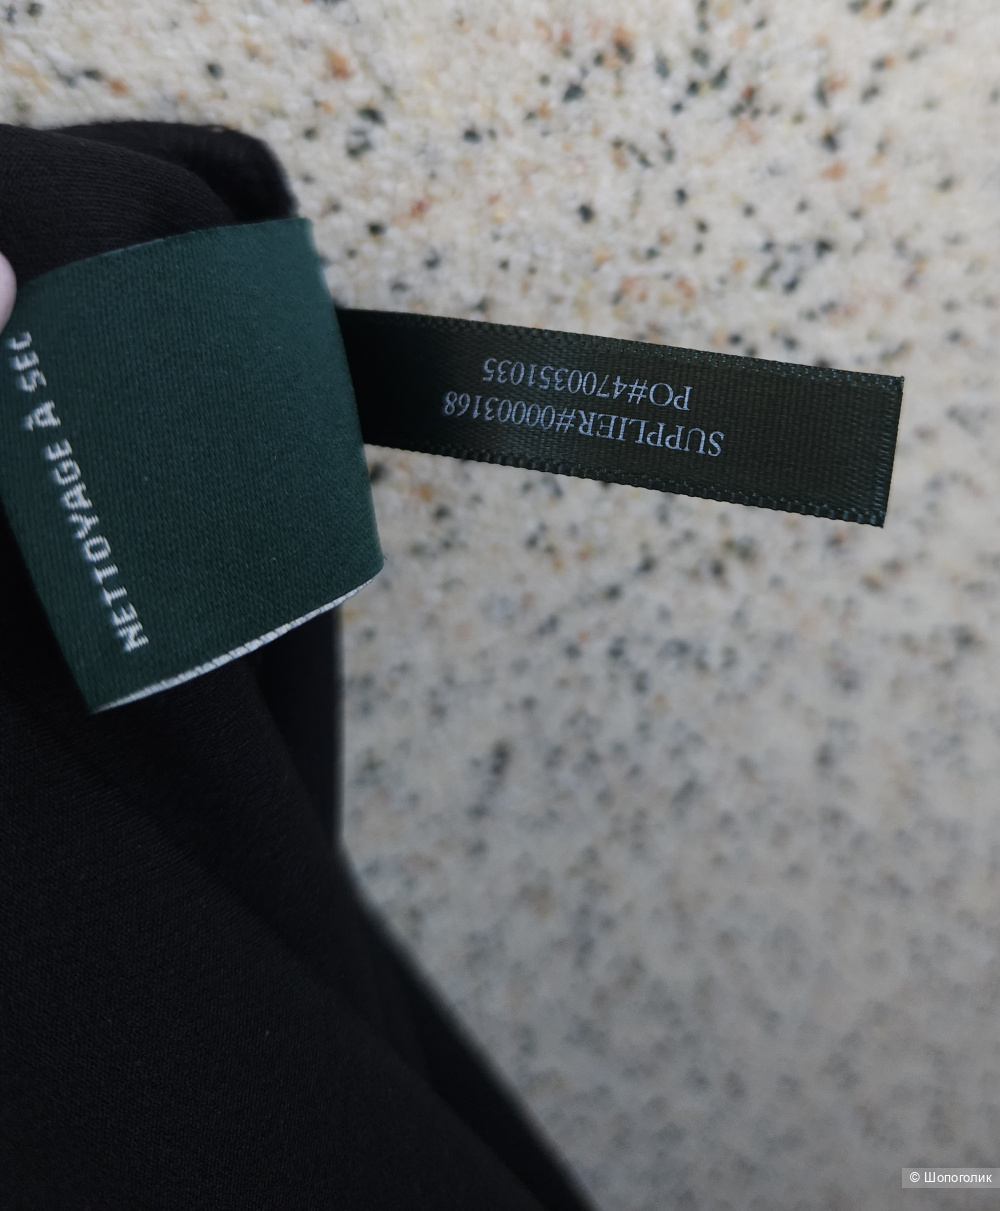 NETTOYAGE À SEC
SUPPLIER#00003168
PO#4700351035
© Шопоголик